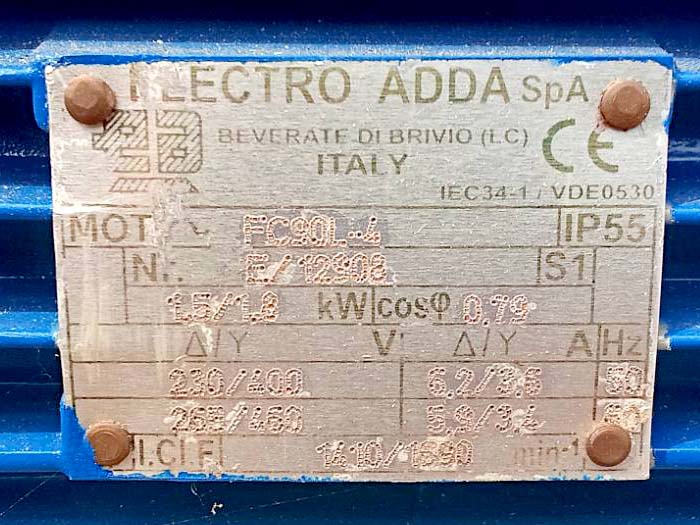 ELECTRO ADDA SpA
BEVERATE DI BRIVIO (LC)
ITALY
CE
IEC34-1 / VDE0530
MOT FC90L-4 IP55
N. E/12908 S1
1.5/1.8 kW cosφ 0.79
Δ/Y V Δ/Y A Hz
230/400 6.2/3.6 50
265/460 5.9/3.4
I.Cl F 1410/1690 min-1